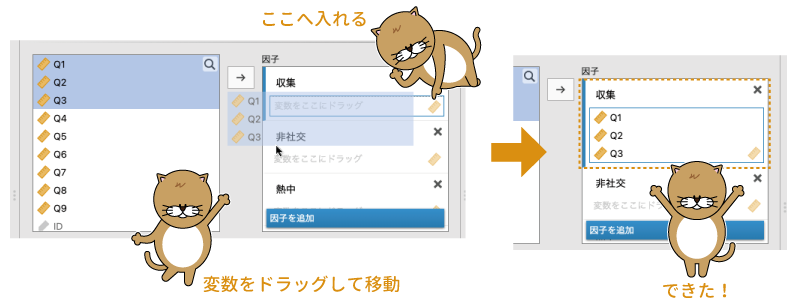 ここへ入れる
Q1
Q2
Q3
Q4
Q5
Q6
Q7
Q8
Q9
ID
因子
収集
変数をここにドラッグ
Q1
Q2
Q3
非社交
変数をここにドラッグ
熱中
因子を追加
変数をドラッグして移動
因子
収集
Q1
Q2
Q3
非社交
変数をここにドラ
因子を追加
できた！